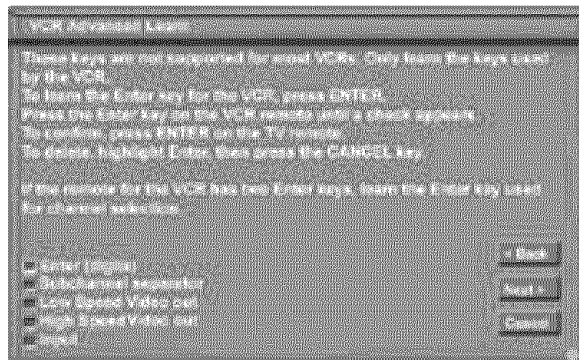 VCR Advanced Learn
These keys are not supported for most VCRs. Only learn the keys used
by the VCR.
To learn the Enter key for the VCR, press ENTER.
Press the Enter key on the VCR remote until a check appears.
To confirm, press ENTER on the TV remote.
To delete, highlight Enter, then press the CANCEL key.
If the remote for the VCR has two Enter keys, learn the Enter key used
for channel selection.
Enter (digital)
Subchannel separator
Low Speed Video out
High Speed Video out
Input
< Back
Next >
Cancel